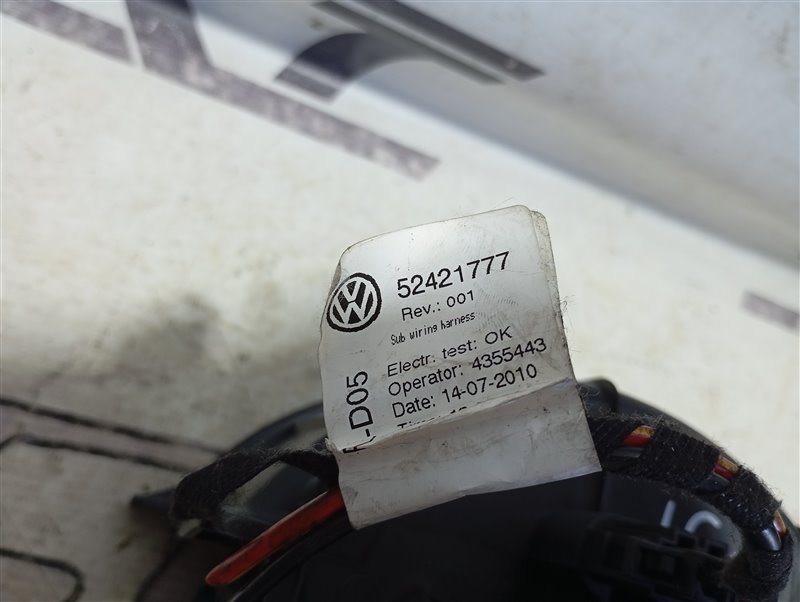 52421777
Rev.: 001
Sub wiring harness
Electr. test: OK
Operator: 4355443
Date: 14-07-2010
-D05